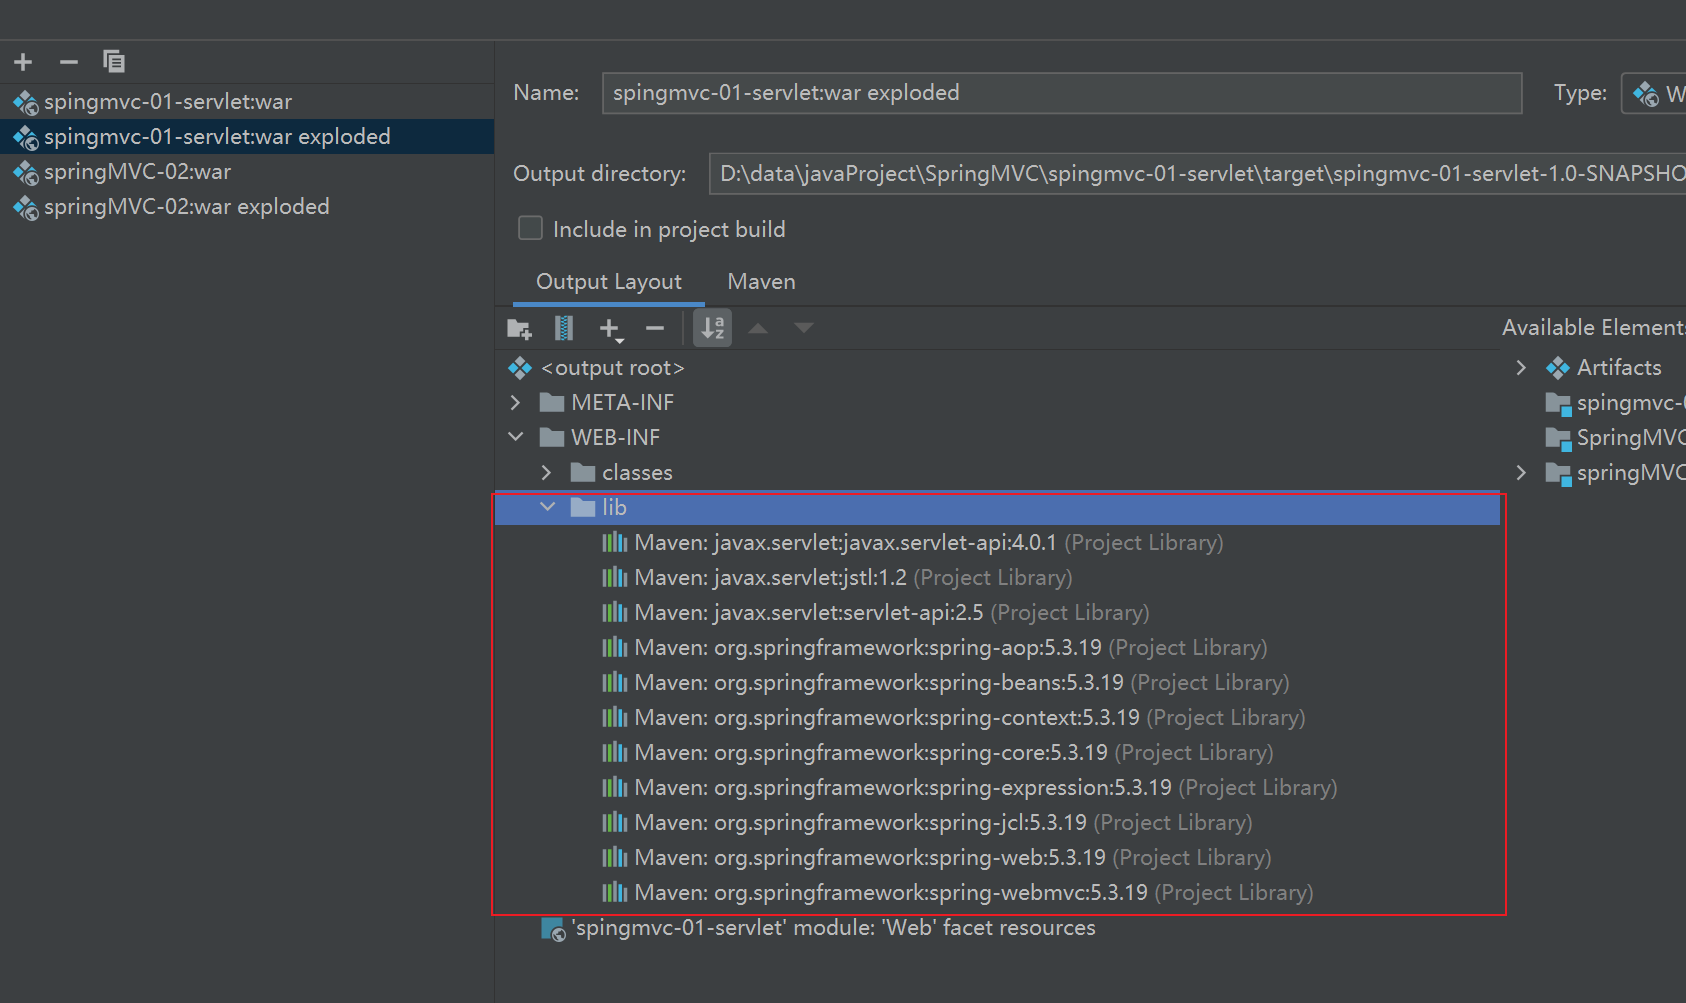 spingmvc-01-servlet:war
spingmvc-01-servlet:war exploded
springMVC-02:war
springMVC-02:war exploded
Name: spingmvc-01-servlet:war exploded Type: W
Output directory: D:\data\javaProject\SpringMVC\spingmvc-01-servlet\target\spingmvc-01-servlet-1.0-SNAPSHO
Include in project build
Output Layout Maven
Available Elements
<output root>
META-INF
WEB-INF
classes
lib
Maven: javax.servlet:javax.servlet-api:4.0.1 (Project Library)
Maven: javax.servlet:jstl:1.2 (Project Library)
Maven: javax.servlet:servlet-api:2.5 (Project Library)
Maven: org.springframework:spring-aop:5.3.19 (Project Library)
Maven: org.springframework:spring-beans:5.3.19 (Project Library)
Maven: org.springframework:spring-context:5.3.19 (Project Library)
Maven: org.springframework:spring-core:5.3.19 (Project Library)
Maven: org.springframework:spring-expression:5.3.19 (Project Library)
Maven: org.springframework:spring-jcl:5.3.19 (Project Library)
Maven: org.springframework:spring-web:5.3.19 (Project Library)
Maven: org.springframework:spring-webmvc:5.3.19 (Project Library)
'spingmvc-01-servlet' module: 'Web' facet resources
Artifacts
spingmvc-0
SpringMVC
springMVC